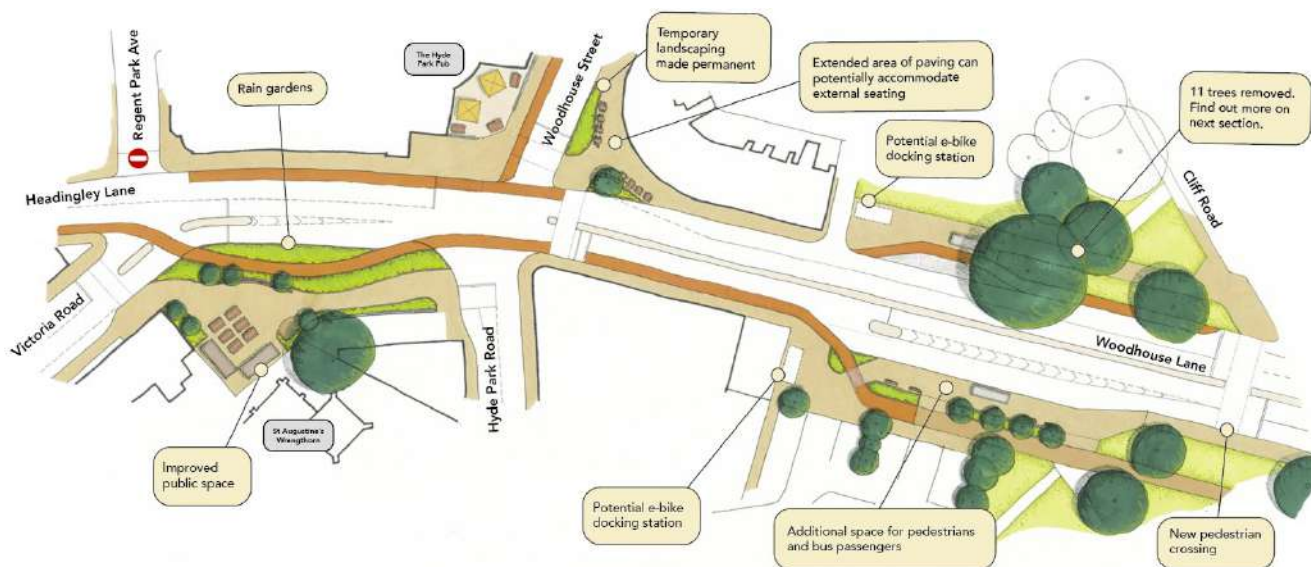 Regent Park Ave
Rain gardens
The Hyde
Park Pub
Woodhouse Street
Temporary
landscaping
made permanent
Extended area of paving can
potentially accommodate
external seating
Potential e-bike
docking station
11 trees removed.
Find out more on
next section.
Cliff Road
Headingley Lane
Victoria Road
Hyde Park Road
Woodhouse Lane
St Augustine's
Wrangthorn
Improved
public space
Potential e-bike
docking station
Additional space for pedestrians
and bus passengers
New pedestrian
crossing